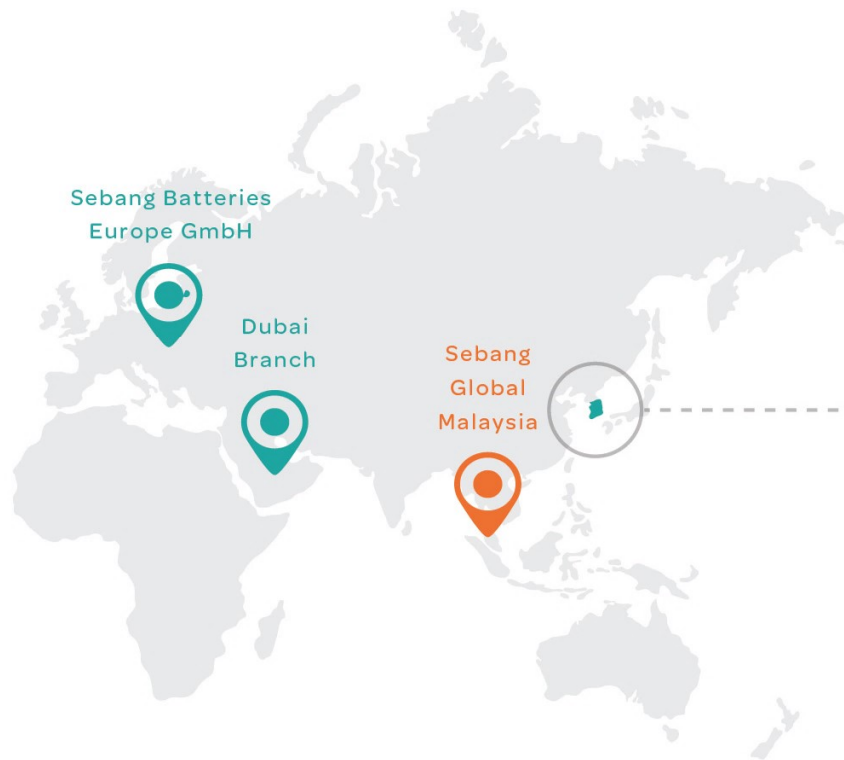 Sebang Batteries
Europe GmbH
Dubai
Branch
Sebang
Global
Malaysia